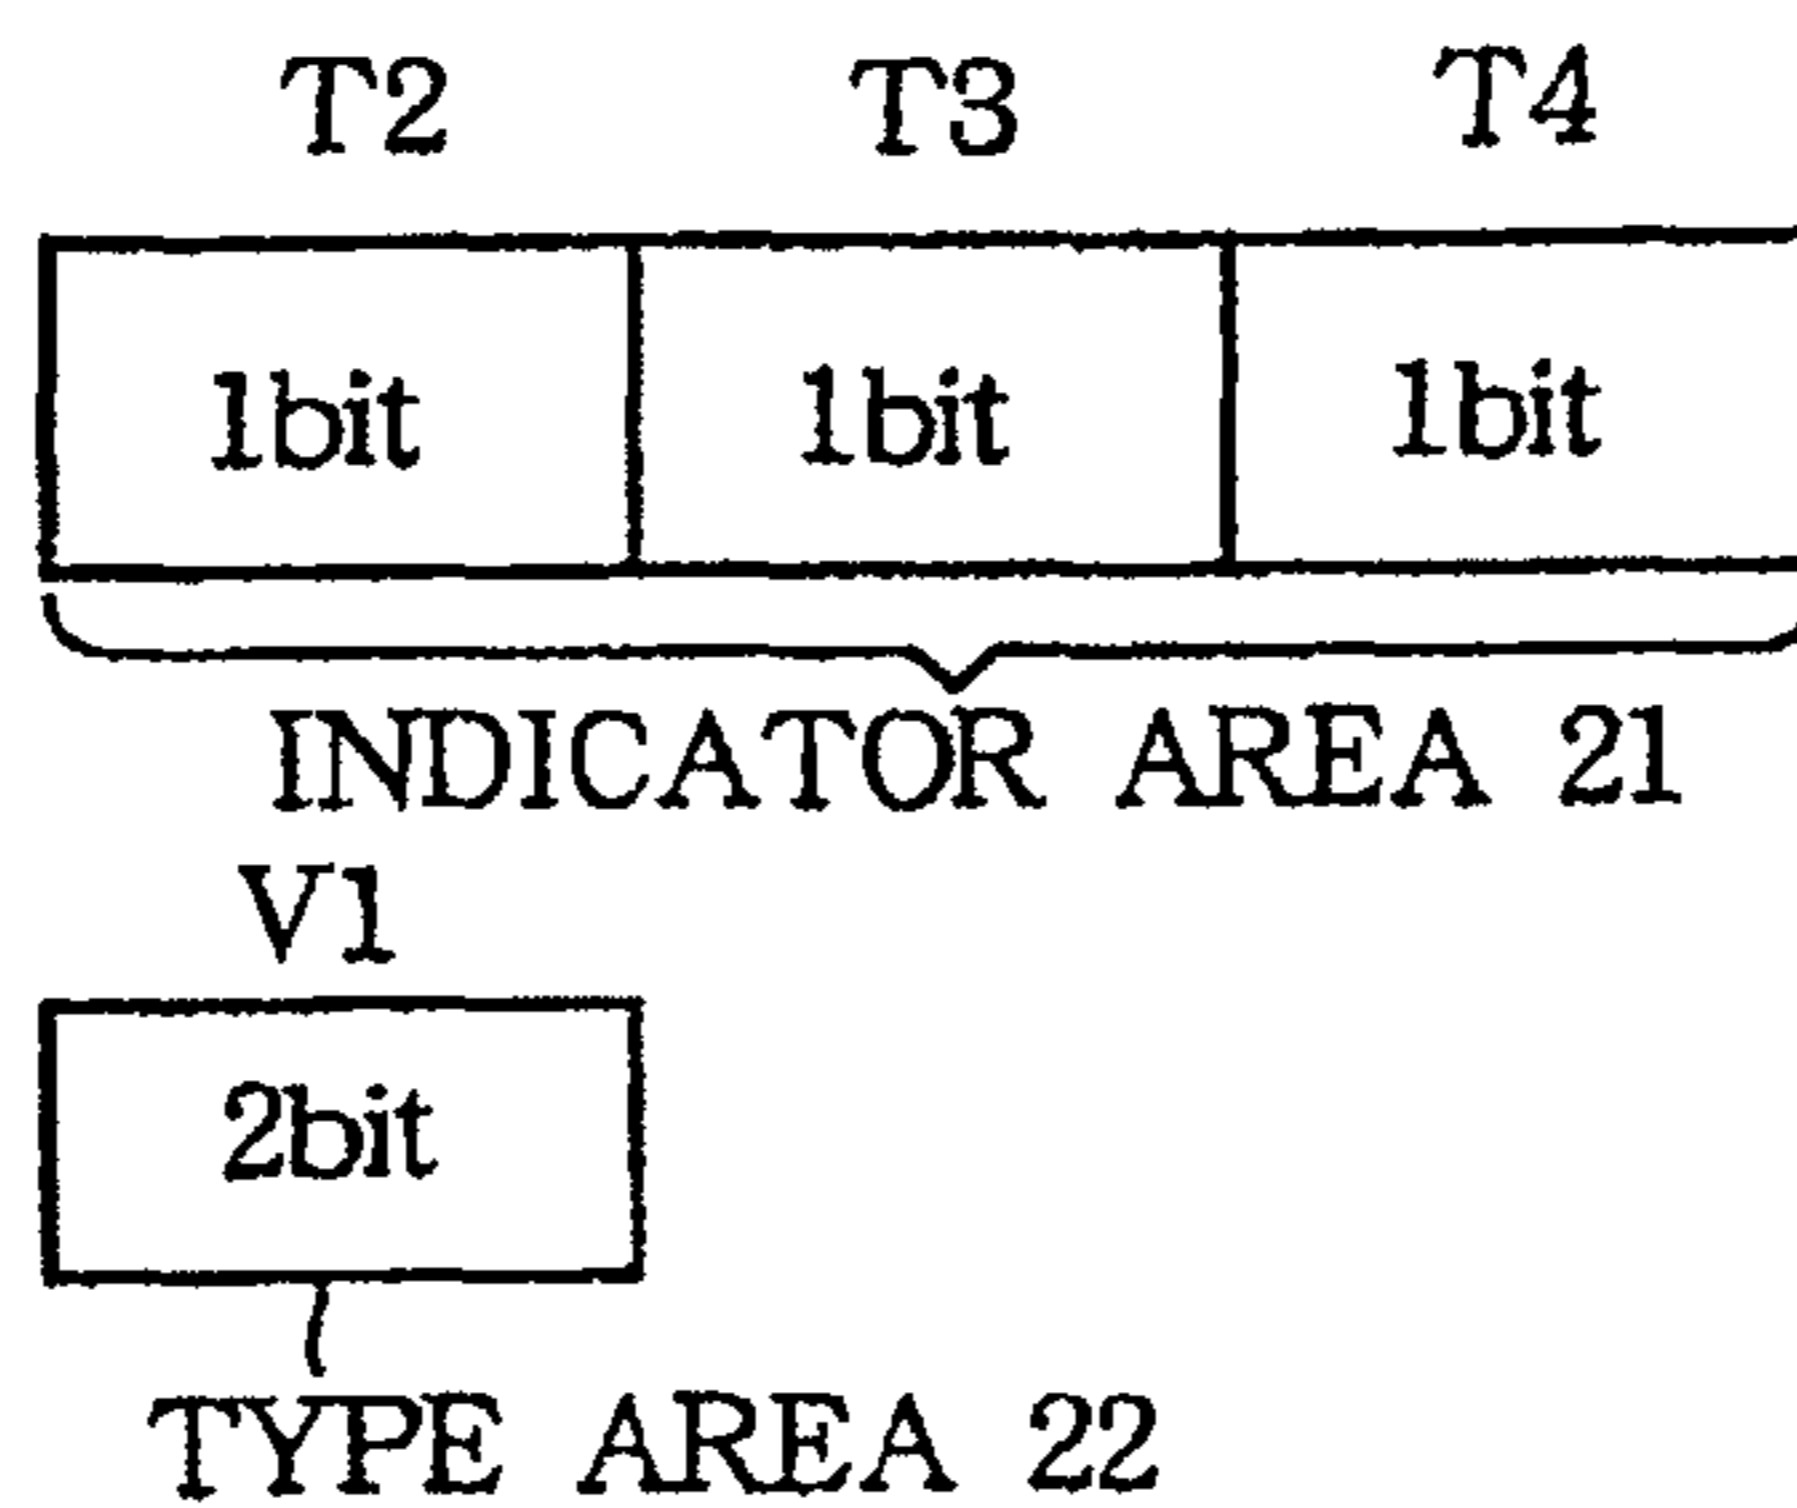 T2 T3 T4
1bit 1bit 1bit
INDICATOR AREA 21
V1
2bit
TYPE AREA 22